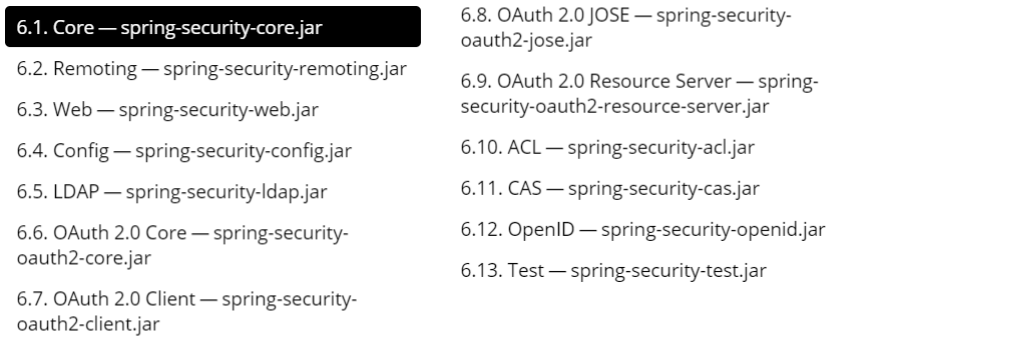 6.1. Core — spring-security-core.jar
6.2. Remoting — spring-security-remoting.jar
6.3. Web — spring-security-web.jar
6.4. Config — spring-security-config.jar
6.5. LDAP — spring-security-ldap.jar
6.6. OAuth 2.0 Core — spring-security-
oauth2-core.jar
6.7. OAuth 2.0 Client — spring-security-
oauth2-client.jar
6.8. OAuth 2.0 JOSE — spring-security-
oauth2-jose.jar
6.9. OAuth 2.0 Resource Server — spring-
security-oauth2-resource-server.jar
6.10. ACL — spring-security-acl.jar
6.11. CAS — spring-security-cas.jar
6.12. OpenID — spring-security-openid.jar
6.13. Test — spring-security-test.jar